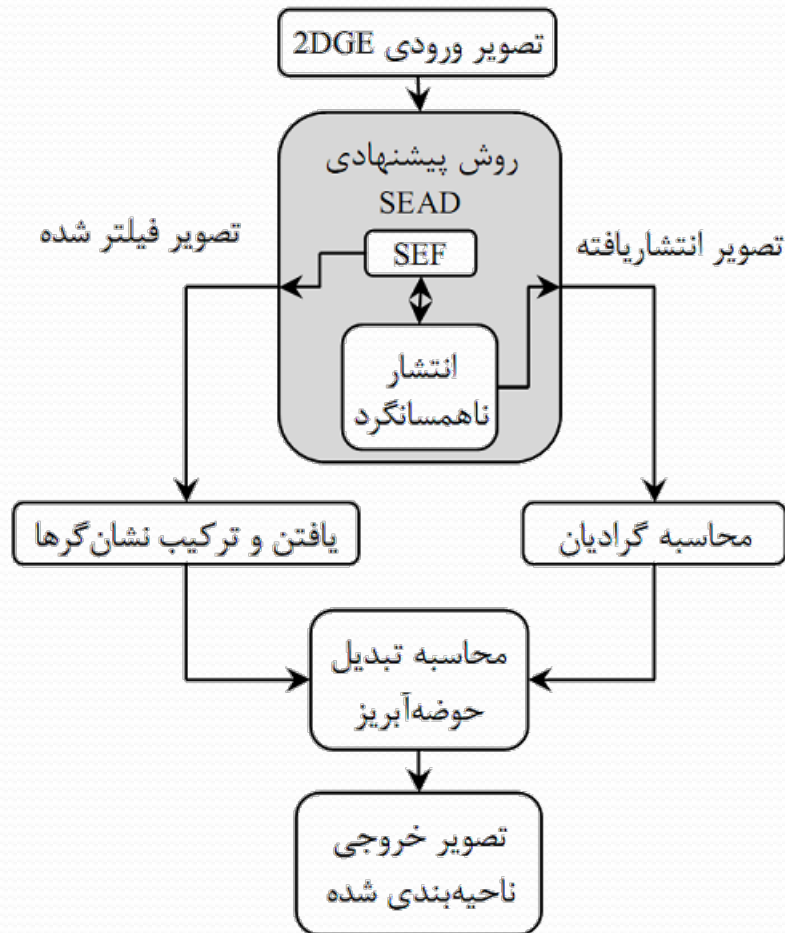 تصویر ورودی 2DGE
روش پیشنهادی
SEAD
تصویر انتشاریافته
تصویر فیلتر شده
SEF
انتشار
ناهمسانگرد
محاسبه گرادیان
یافتن و ترکیب نشان‌گرها
محاسبه تبدیل
حوضه‌آبریز
تصویر خروجی
ناحیه‌بندی شده